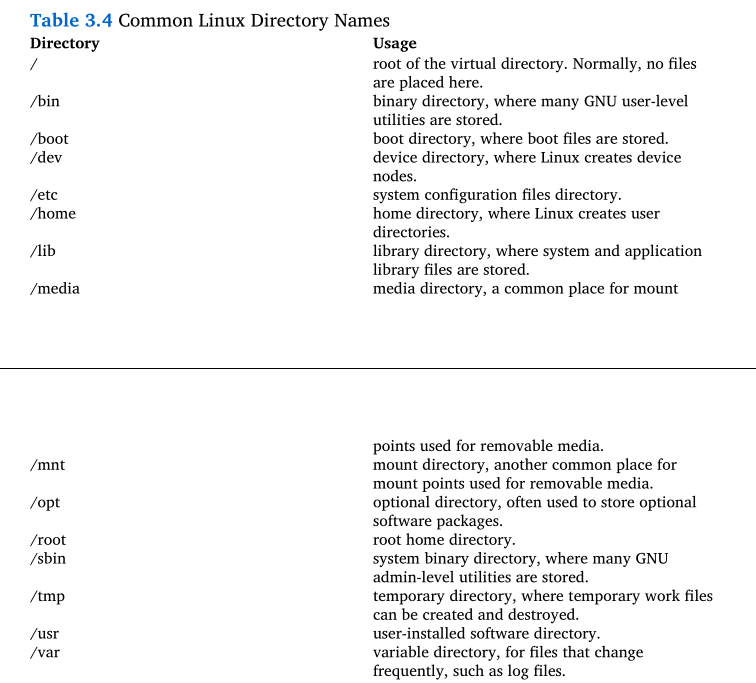 Table 3.4 Common Linux Directory Names
Directory Usage
/ root of the virtual directory. Normally, no files
are placed here.
/bin binary directory, where many GNU user-level
utilities are stored.
/boot boot directory, where boot files are stored.
/dev device directory, where Linux creates device
nodes.
/etc system configuration files directory.
/home home directory, where Linux creates user
directories.
/lib library directory, where system and application
library files are stored.
/media media directory, a common place for mount
points used for removable media.
/mnt mount directory, another common place for
mount points used for removable media.
/opt optional directory, often used to store optional
software packages.
/root root home directory.
/sbin system binary directory, where many GNU
admin-level utilities are stored.
/tmp temporary directory, where temporary work files
can be created and destroyed.
/usr user-installed software directory.
/var variable directory, for files that change
frequently, such as log files.